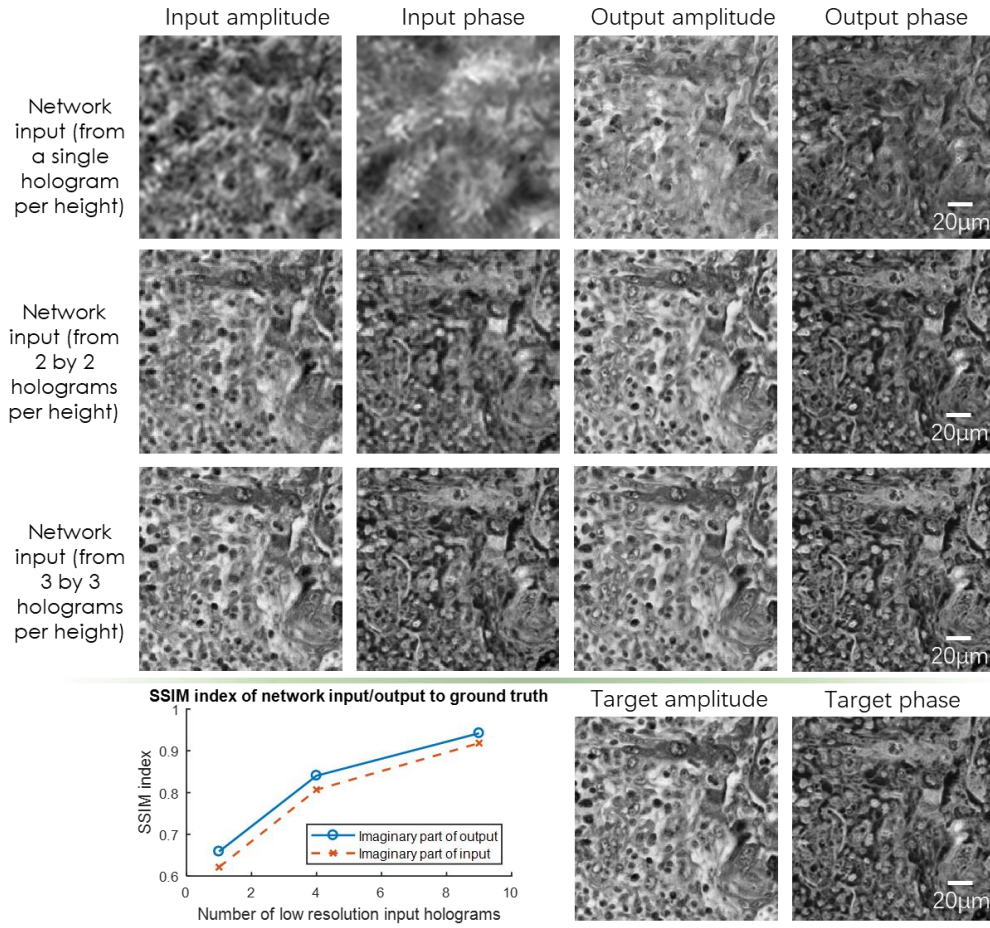 Input amplitude
Input phase
Output amplitude
Output phase
Network
input (from
a single
hologram
per height)
20µm
Network
input (from
2 by 2
holograms
per height)
20µm
Network
input (from
3 by 3
holograms
per height)
20µm
SSIM index of network input/output to ground truth
1
0.9
0.8
0.7
0.6
SSIM index
Imaginary part of output
Imaginary part of input
0
2
4
6
8
10
Number of low resolution input holograms
Target amplitude
Target phase
20µm